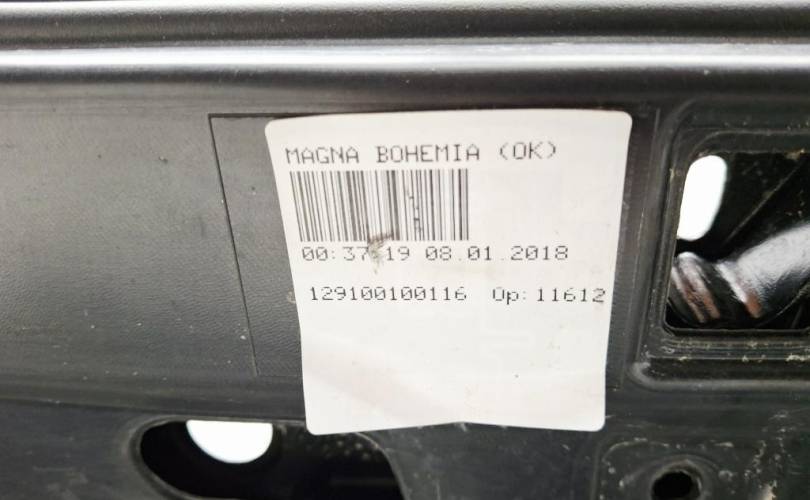 MAGNA BOHEMIA (OK)
00:37:19 08.01.2018
129100100116 Op: 11612